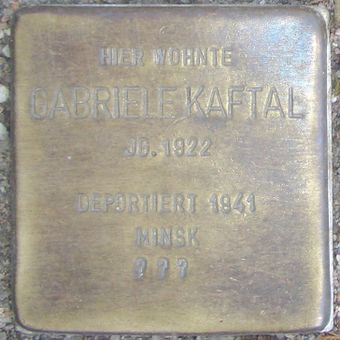 HIER WOHNTE
GABRIELE KAFTAL
JG. 1922
DEPORTIERT 1941
MINSK
? ? ?